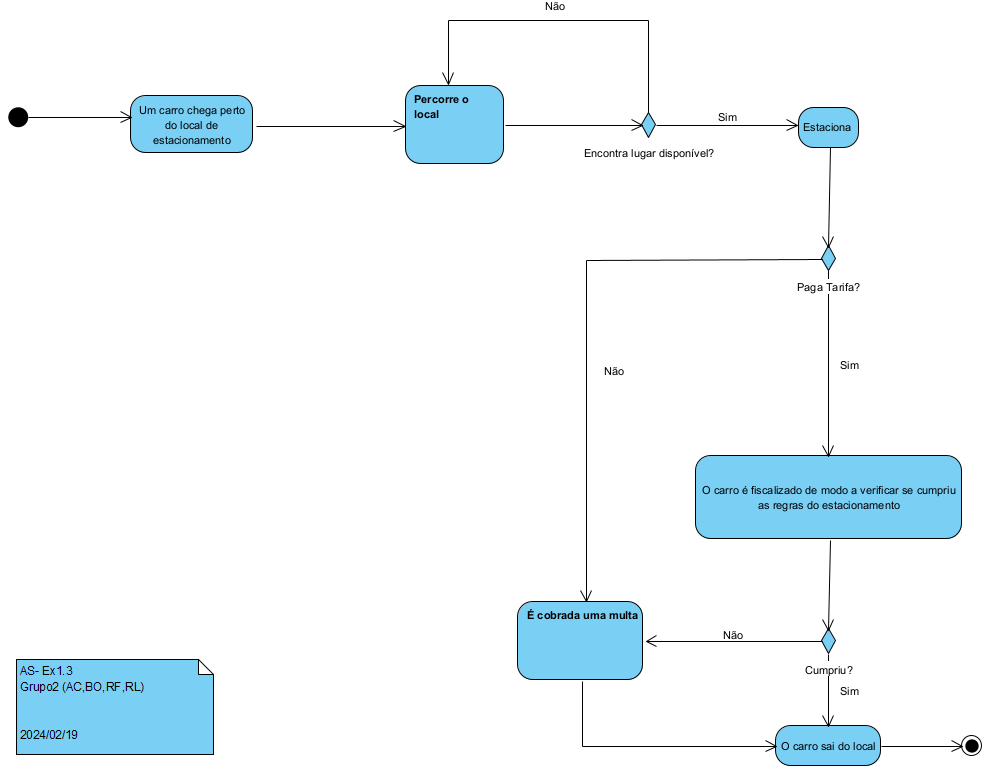 Não
Um carro chega perto
do local de
estacionamento
Percorre o
local
Sim
Estaciona
Encontra lugar disponível?
Paga Tarifa?
Não
Sim
O carro é fiscalizado de modo a verificar se cumpriu
as regras do estacionamento
É cobrada uma multa
Não
Cumpriu?
Sim
O carro sai do local
AS- Ex1.3
Grupo2 (AC,BO,RF,RL)
2024/02/19